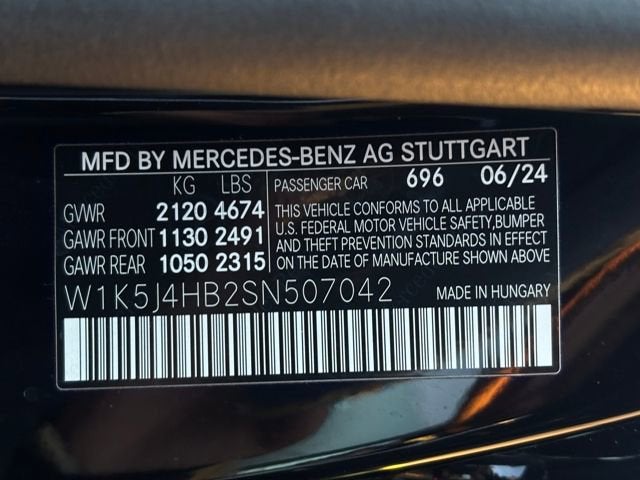 MFD BY MERCEDES-BENZ AG STUTTGART
KG LBS
GVWR 2120 4674
GAWR FRONT 1130 2491
GAWR REAR 1050 2315
PASSENGER CAR 696 06/24
THIS VEHICLE CONFORMS TO ALL APPLICABLE
U.S. FEDERAL MOTOR VEHICLE SAFETY,BUMPER
AND THEFT PREVENTION STANDARDS IN EFFECT
ON THE DATE OF MANUFACTURE SHOWN ABOVE
W1K5J4HB2SN507042 MADE IN HUNGARY